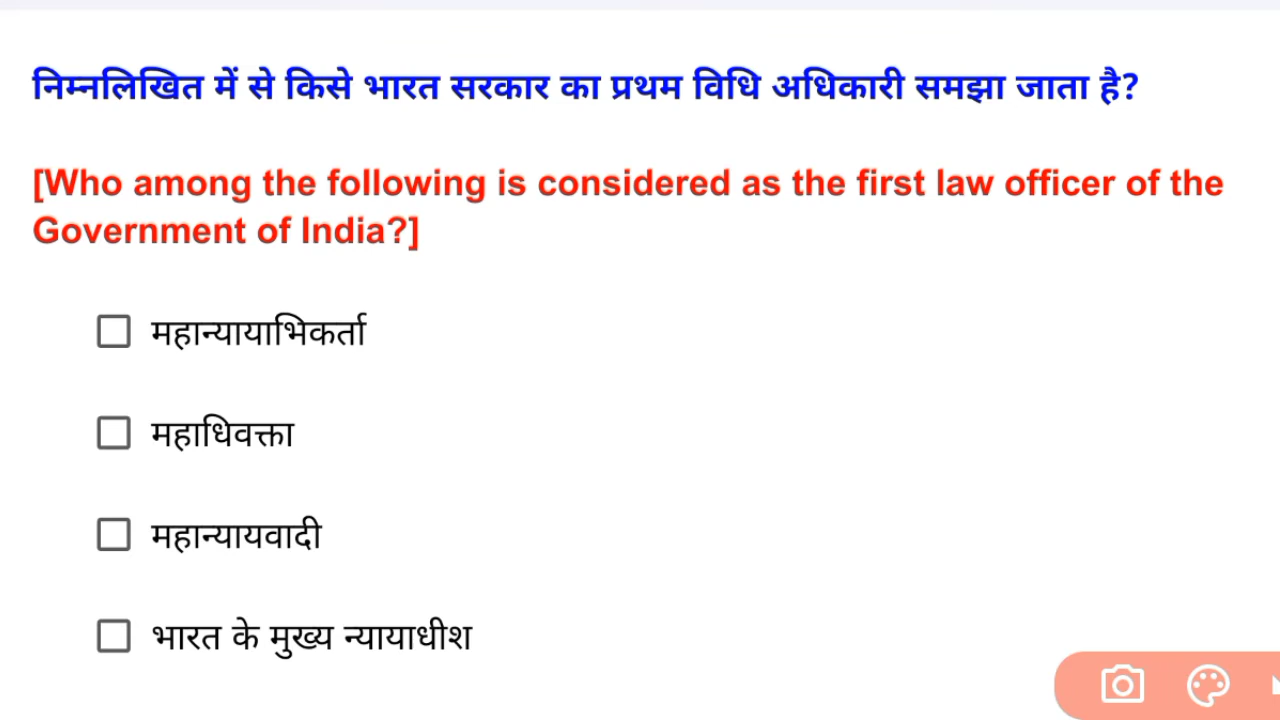 निम्नलिखित में से किसे भारत सरकार का प्रथम विधि अधिकारी समझा जाता है?
[Who among the following is considered as the first law officer of the
Government of India?]
महान्यायाभिकर्ता
महाधिवक्ता
महान्यायवादी
भारत के मुख्य न्यायाधीश